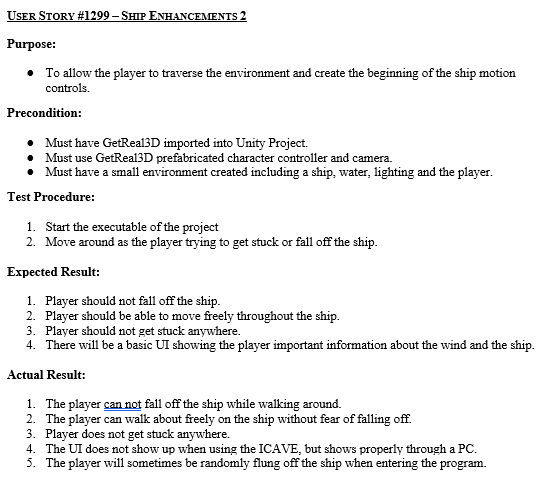 USER STORY #1299 – SHIP ENHANCEMENTS 2
Purpose:
● To allow the player to traverse the environment and create the beginning of the ship motion
controls.
Precondition:
● Must have GetReal3D imported into Unity Project.
● Must use GetReal3D prefabricated character controller and camera.
● Must have a small environment created including a ship, water, lighting and the player.
Test Procedure:
1. Start the executable of the project
2. Move around as the player trying to get stuck or fall off the ship.
Expected Result:
1. Player should not fall off the ship.
2. Player should be able to move freely throughout the ship.
3. Player should not get stuck anywhere.
4. There will be a basic UI showing the player important information about the wind and the ship.
Actual Result:
1. The player can not fall off the ship while walking around.
2. The player can walk about freely on the ship without fear of falling off.
3. Player does not get stuck anywhere.
4. The UI does not show up when using the ICAVE, but shows properly through a PC.
5. The player will sometimes be randomly flung off the ship when entering the program.